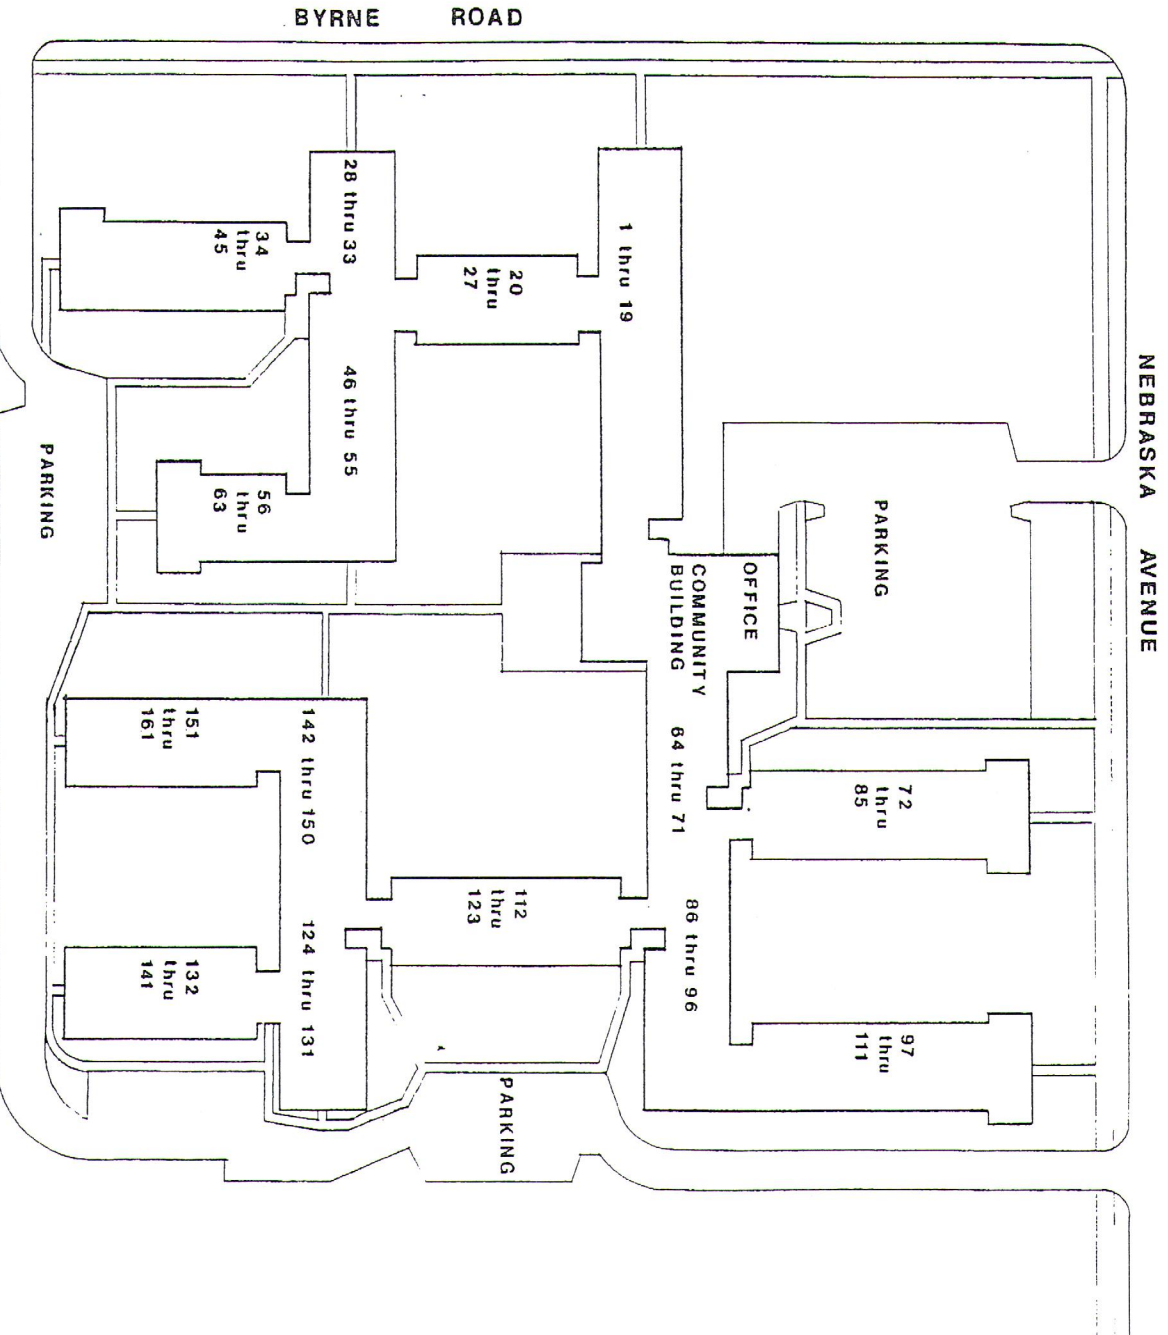 BYRNE ROAD
NEBRASKA AVENUE
28 thru 33
34
thru
45
20
thru
27
1 thru 19
46 thru 55
56
thru
63
PARKING
PARKING
OFFICE
COMMUNITY
BUILDING
64 thru 71
72
thru
85
151
thru
161
142 thru 150
112
thru
123
86 thru 96
124 thru 131
132
thru
141
97
thru
111
PARKING